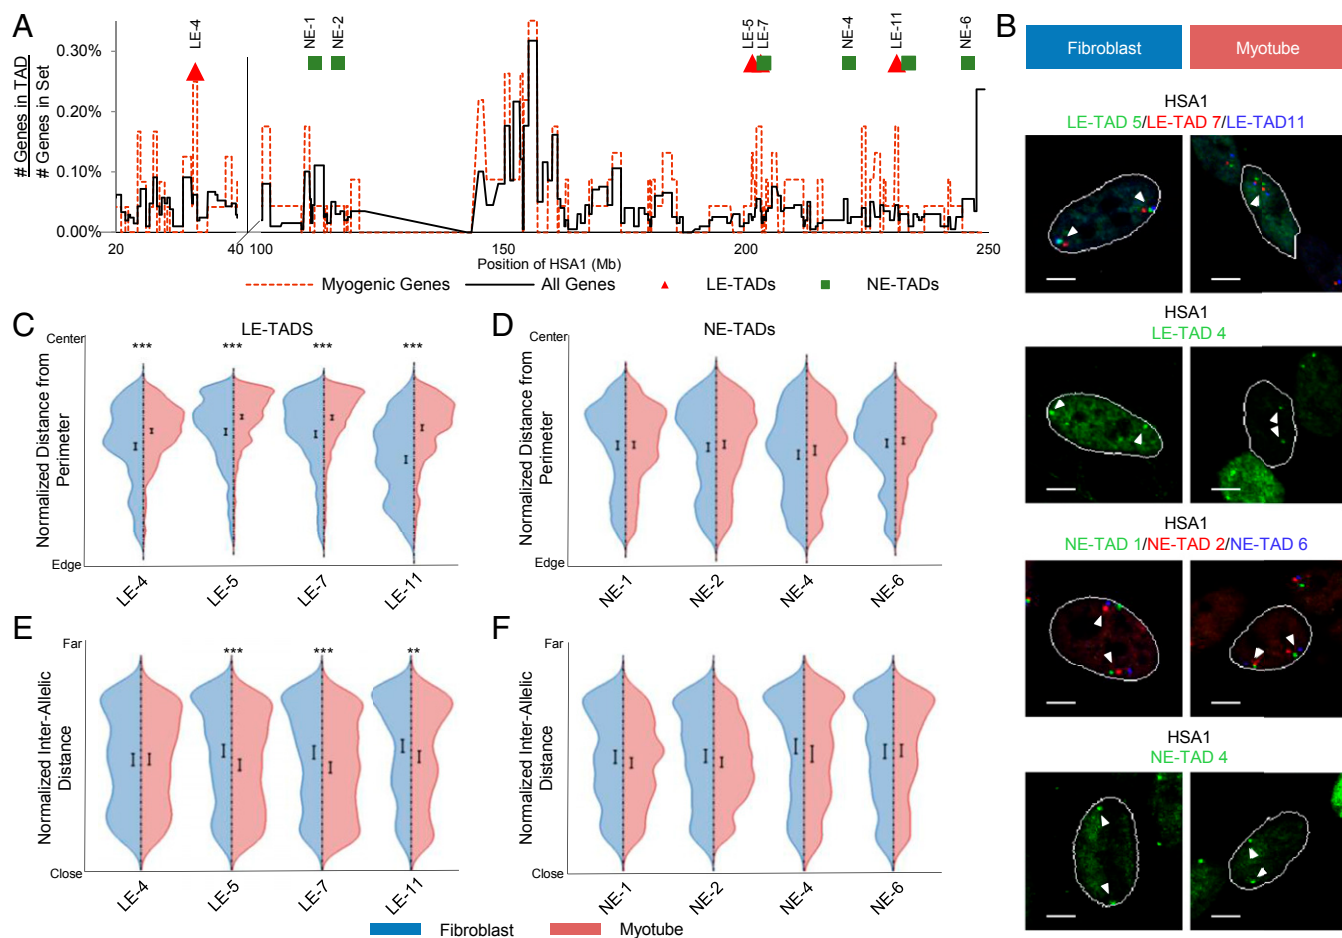 A
# Genes in TAD
# Genes in Set
0.30%
0.20%
0.10%
0.00%
LE-4
NE-1
NE-2
LE-5
LE-7
NE-4
LE-11
NE-6
20
40
100
150
200
250
Position of HSA1 (Mb)
Myogenic Genes
All Genes
LE-TADs
NE-TADs
B
Fibroblast
Myotube
HSA1
LE-TAD 5/LE-TAD 7/LE-TAD11
HSA1
LE-TAD 4
HSA1
NE-TAD 1/NE-TAD 2/NE-TAD 6
HSA1
NE-TAD 4
C
LE-TADS
Center
Normalized Distance from
Perimeter
Edge
***
***
***
***
LE-4
LE-5
LE-7
LE-11
D
NE-TADs
Center
Normalized Distance from
Perimeter
Edge
NE-1
NE-2
NE-4
NE-6
E
Far
Normalized Inter-Allelic
Distance
Close
***
***
**
LE-4
LE-5
LE-7
LE-11
F
Far
Normalized Inter-Allelic
Distance
Close
NE-1
NE-2
NE-4
NE-6
Fibroblast
Myotube